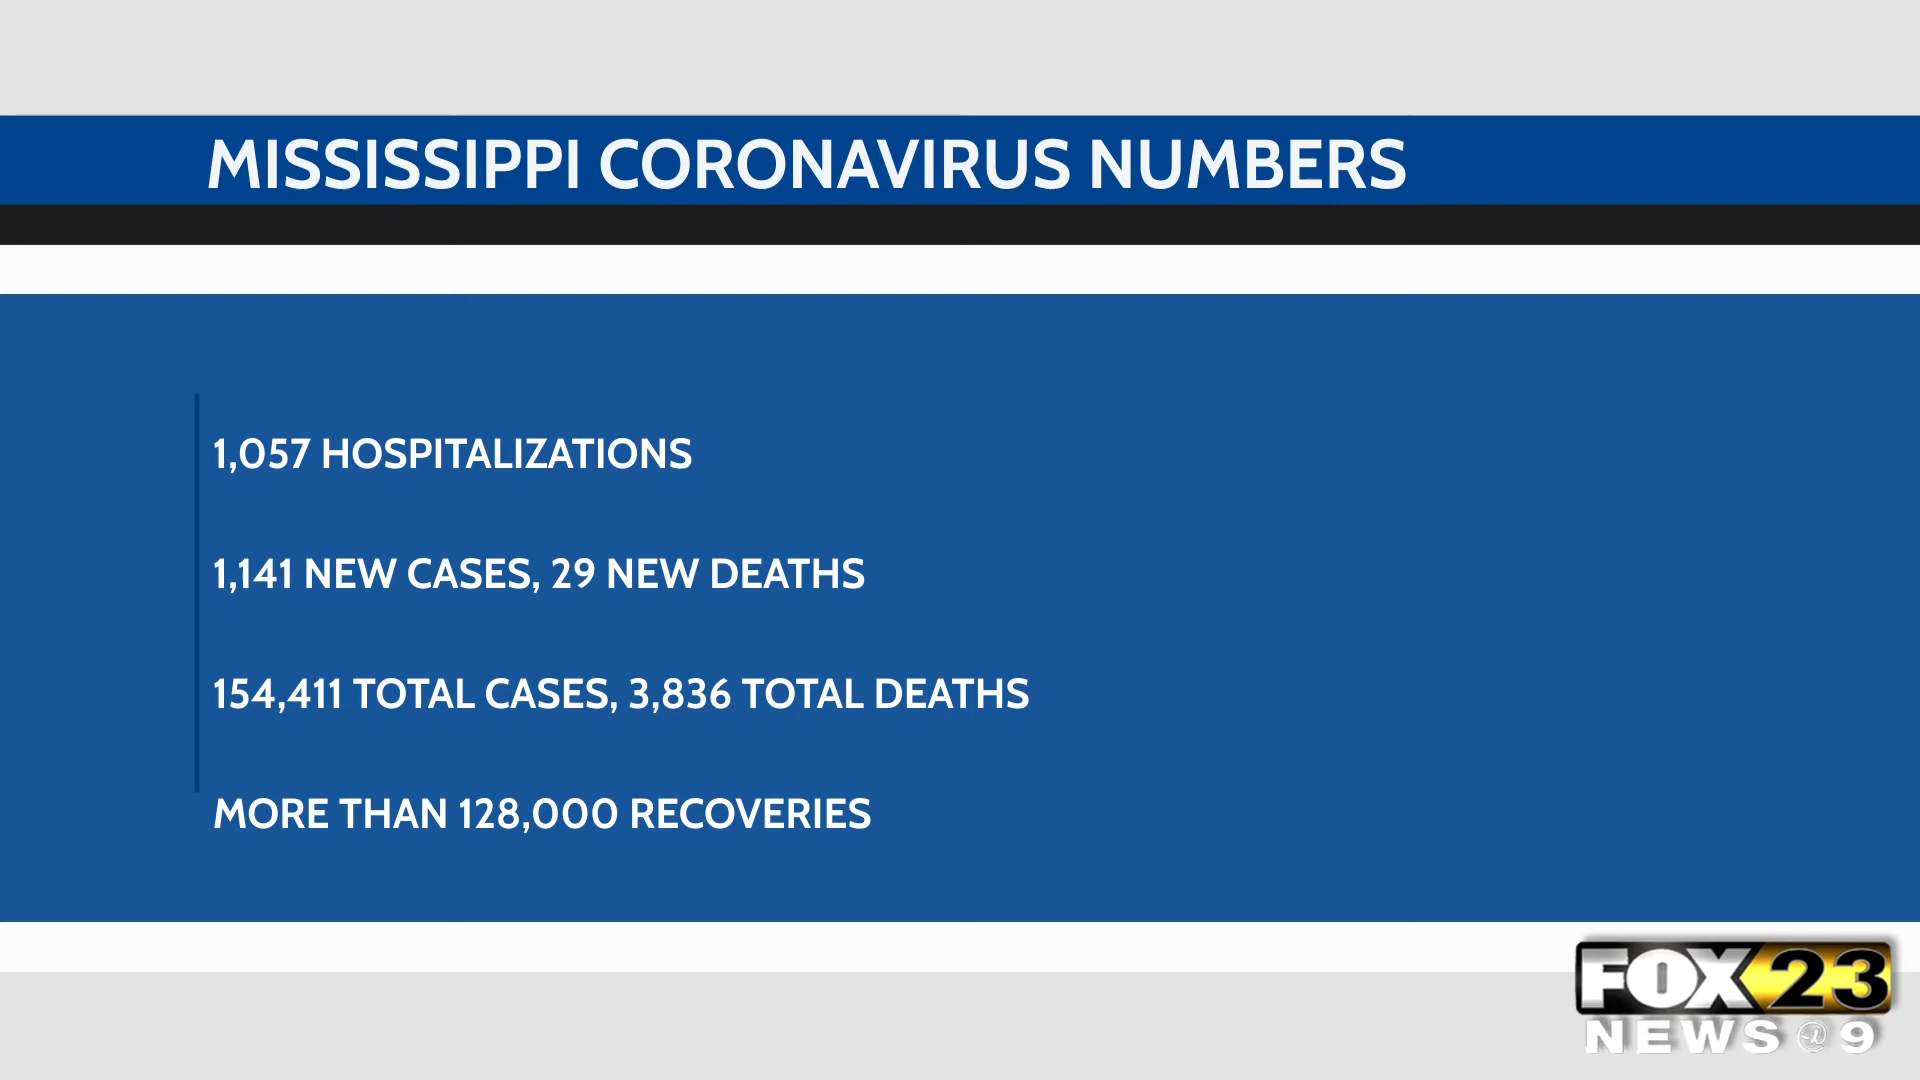 MISSISSIPPI CORONAVIRUS NUMBERS
1,057 HOSPITALIZATIONS
1,141 NEW CASES, 29 NEW DEATHS
154,411 TOTAL CASES, 3,836 TOTAL DEATHS
MORE THAN 128,000 RECOVERIES
FOX 23
NEWS @ 9